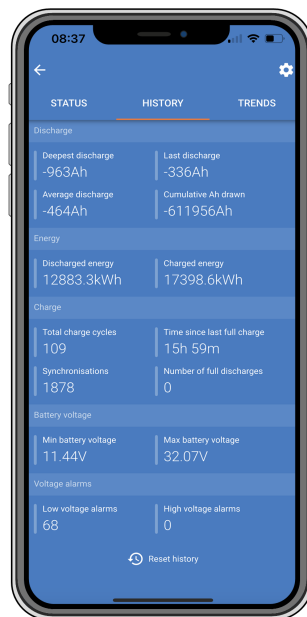 08:37
STATUS HISTORY TRENDS
Discharge
Deepest discharge Last discharge
-963Ah -336Ah
Average discharge Cumulative Ah drawn
-464Ah -611956Ah
Energy
Discharged energy Charged energy
12883.3kWh 17398.6kWh
Charge
Total charge cycles Time since last full charge
109 15h 59m
Synchronisations Number of full discharges
1878 0
Battery voltage
Min battery voltage Max battery voltage
11.44V 32.07V
Voltage alarms
Low voltage alarms High voltage alarms
68 0
Reset history